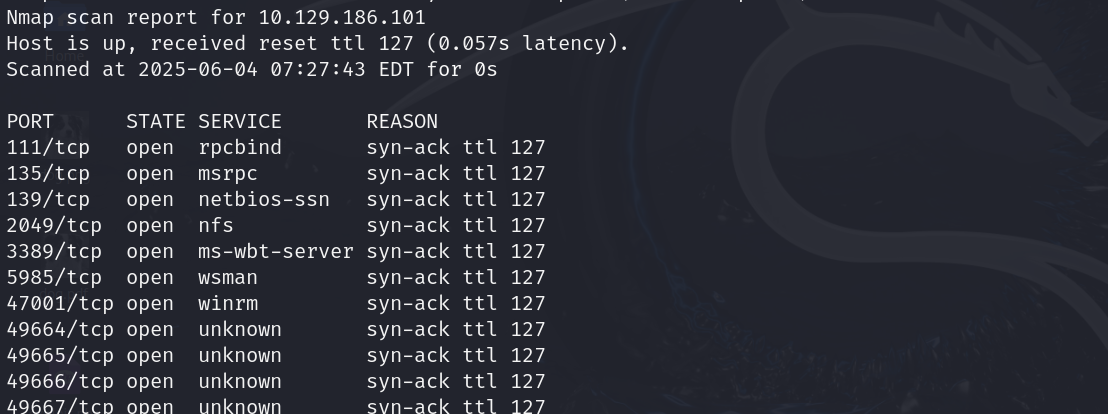 Nmap scan report for 10.129.186.101
Host is up, received reset ttl 127 (0.057s latency).
Scanned at 2025-06-04 07:27:43 EDT for 0s
PORT STATE SERVICE REASON
111/tcp open rpcbind syn-ack ttl 127
135/tcp open msrpc syn-ack ttl 127
139/tcp open netbios-ssn syn-ack ttl 127
2049/tcp open nfs syn-ack ttl 127
3389/tcp open ms-wbt-server syn-ack ttl 127
5985/tcp open wsman syn-ack ttl 127
47001/tcp open winrm syn-ack ttl 127
49664/tcp open unknown syn-ack ttl 127
49665/tcp open unknown syn-ack ttl 127
49666/tcp open unknown syn-ack ttl 127
49667/tcp open unknown syn-ack ttl 127